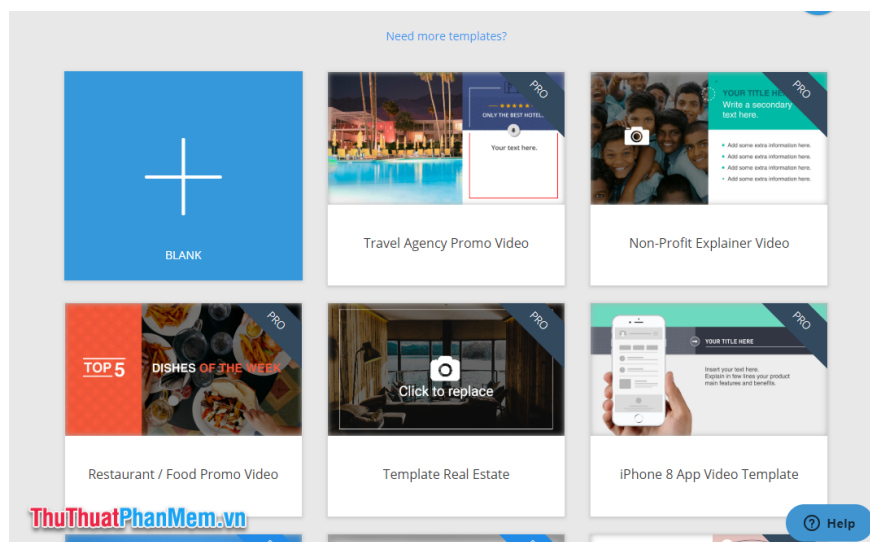 Need more templates?
BLANK
PRO
ONLY THE BEST HOTEL...
Your text here.
Travel Agency Promo Video
PRO
YOUR TITLE HE
Write a secondary
text here.
Add some extra information here.
Add some extra information here.
Add some extra information here.
Add some extra information here.
Non-Profit Explainer Video
PRO
TOP 5
DISHES OF THE WEEK
Restaurant / Food Promo Video
PRO
Click to replace
Template Real Estate
PRO
YOUR TITLE HERE
Insert your text here.
Explain in few lines your product
main features and benefits.
iPhone 8 App Video Template
ThuThuatPhanMem.vn
? Help